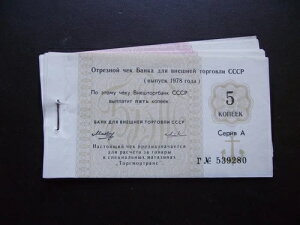 Отрезной чек Банка для внешней торговли СССР
( выпуск 1978 года )
По этому чеку Внешторгбанк СССР
выплатит пять копеек
5
КОПЕЕК
БАНК ДЛЯ ВНЕШНЕЙ ТОРГОВЛИ СССР
Серия А
Настоящий чек предназначается
для расчета за товары
в специальных магазинах
"Торгмортранс"
Г № 539280